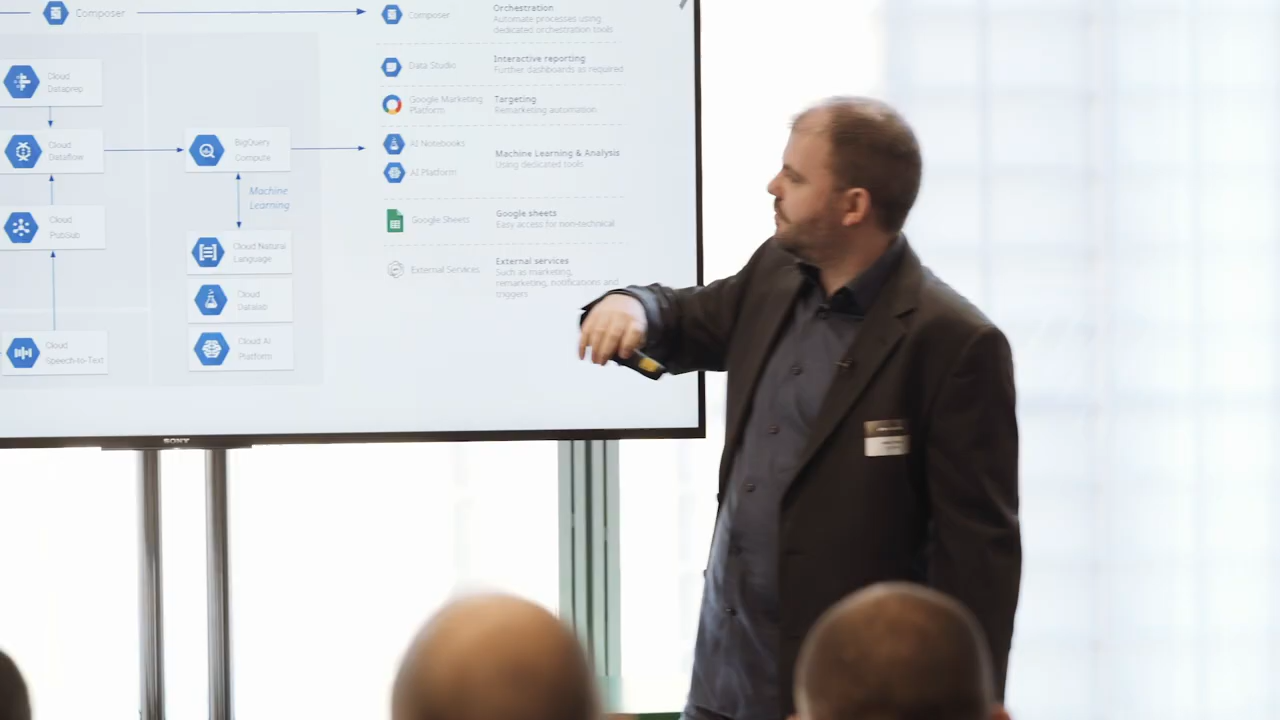 Composer
Cloud
Dataprep
Cloud
Dataflow
Cloud
PubSub
Cloud
Speech-to-Text
BigQuery
Compute
Machine
Learning
Cloud Natural
Language
Cloud
Datalab
Cloud AI
Platform
Composer
Orchestration
Automate processes using
dedicated orchestration tools
Data Studio
Interactive reporting
Further dashboards as required
Google Marketing
Platform
Targeting
Remarketing automation.
AI Notebooks
AI Platform
Machine Learning & Analysis
Using dedicated tools
Google Sheets
Google sheets
Easy access for non-technical
External Services
External services
Such as marketing,
remarketing, notifications and
triggers
SONY